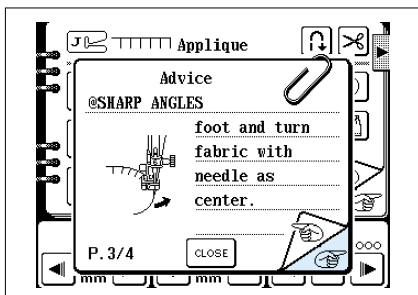 J Applique
Advice
@SHARP ANGLES
foot and turn
fabric with
needle as
center.
P.3/4
CLOSE
mm mm